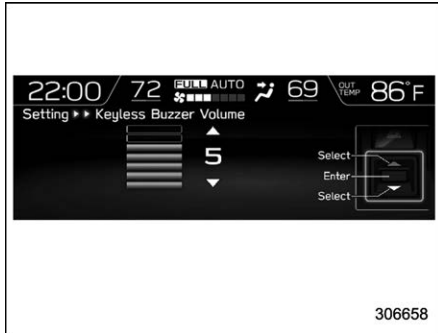 22:00 72 FULL AUTO 69 OUT TEMP 86°F
Setting Keyless Buzzer Volume
5
Select
Enter
Select
306658